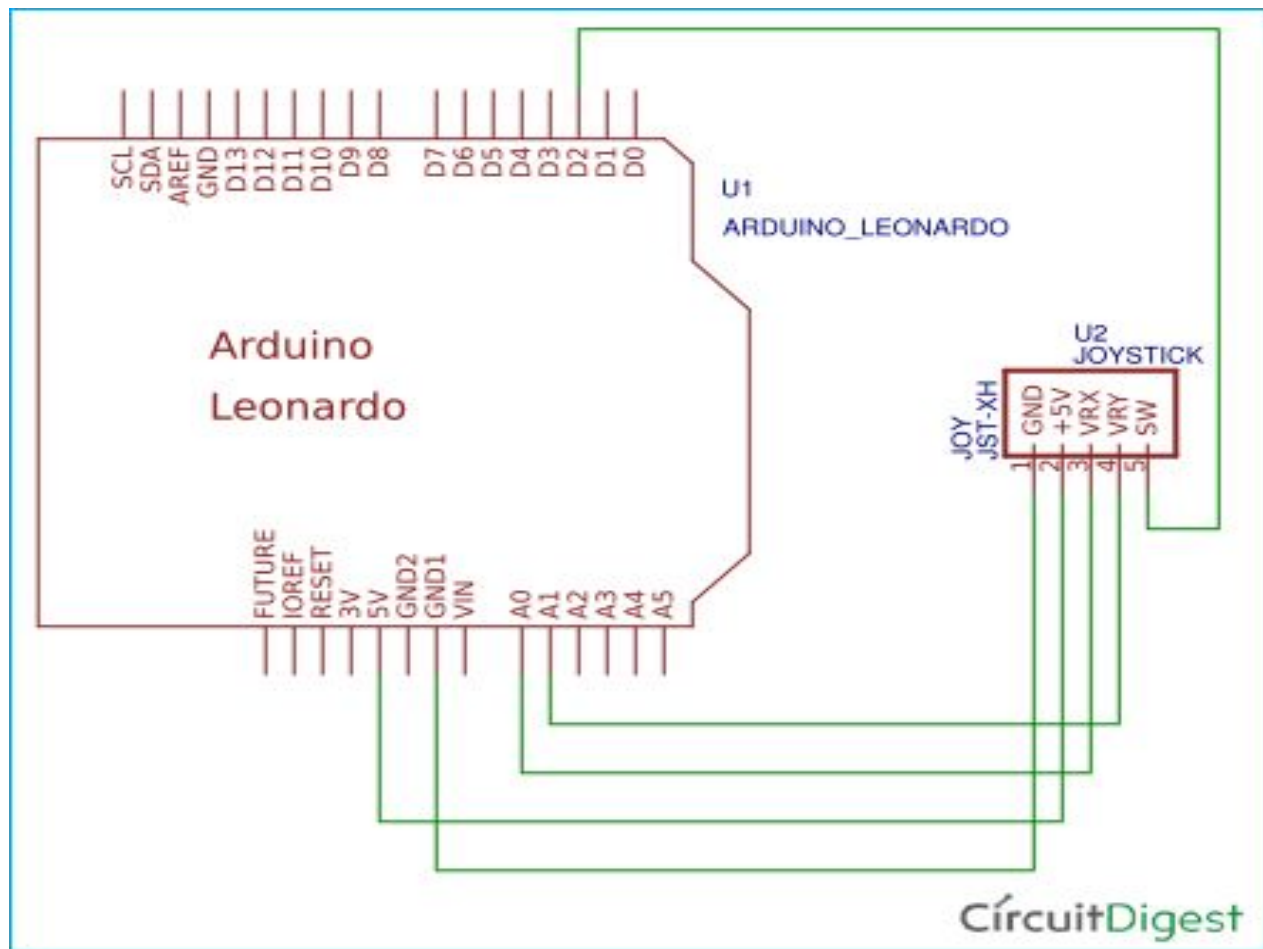 SCL
SDA
AREF
GND
D13
D12
D11
D10
D9
D8
D7
D6
D5
D4
D3
D2
D1
D0
U1
ARDUINO_LEONARDO
Arduino
Leonardo
U2
JOYSTICK
JOY
JST-XH
GND
+5V
VRX
VRY
SW
1
2
3
4
5
FUTURE
IOREF
RESET
3V
5V
GND2
GND1
VIN
A0
A1
A2
A3
A4
A5
CírcuitDigest